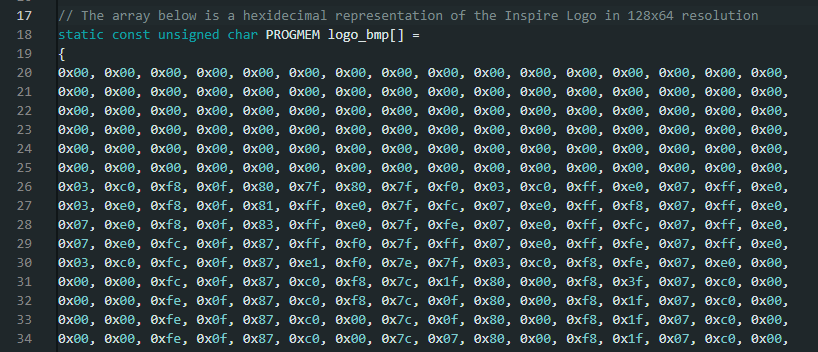 17 // The array below is a hexidecimal representation of the Inspire Logo in 128x64 resolution
18 static const unsigned char PROGMEM logo_bmp[] =
19 {
20 0x00, 0x00, 0x00, 0x00, 0x00, 0x00, 0x00, 0x00, 0x00, 0x00, 0x00, 0x00, 0x00, 0x00, 0x00, 0x00,
21 0x00, 0x00, 0x00, 0x00, 0x00, 0x00, 0x00, 0x00, 0x00, 0x00, 0x00, 0x00, 0x00, 0x00, 0x00, 0x00,
22 0x00, 0x00, 0x00, 0x00, 0x00, 0x00, 0x00, 0x00, 0x00, 0x00, 0x00, 0x00, 0x00, 0x00, 0x00, 0x00,
23 0x00, 0x00, 0x00, 0x00, 0x00, 0x00, 0x00, 0x00, 0x00, 0x00, 0x00, 0x00, 0x00, 0x00, 0x00, 0x00,
24 0x00, 0x00, 0x00, 0x00, 0x00, 0x00, 0x00, 0x00, 0x00, 0x00, 0x00, 0x00, 0x00, 0x00, 0x00, 0x00,
25 0x00, 0x00, 0x00, 0x00, 0x00, 0x00, 0x00, 0x00, 0x00, 0x00, 0x00, 0x00, 0x00, 0x00, 0x00, 0x00,
26 0x03, 0xc0, 0xf8, 0x0f, 0x80, 0x7f, 0x80, 0x7f, 0xf0, 0x03, 0xc0, 0xff, 0xe0, 0x07, 0xff, 0xe0,
27 0x03, 0xe0, 0xf8, 0x0f, 0x81, 0xff, 0xe0, 0x7f, 0xfc, 0x07, 0xe0, 0xff, 0xf8, 0x07, 0xff, 0xe0,
28 0x07, 0xe0, 0xf8, 0x0f, 0x83, 0xff, 0xe0, 0x7f, 0xfe, 0x07, 0xe0, 0xff, 0xfc, 0x07, 0xff, 0xe0,
29 0x07, 0xe0, 0xfc, 0x0f, 0x87, 0xff, 0xf0, 0x7f, 0xff, 0x07, 0xe0, 0xff, 0xfe, 0x07, 0xff, 0xe0,
30 0x03, 0xc0, 0xfc, 0x0f, 0x87, 0xe1, 0xf0, 0x7e, 0x7f, 0x03, 0xc0, 0xf8, 0xfe, 0x07, 0xe0, 0x00,
31 0x00, 0x00, 0xfc, 0x0f, 0x87, 0xc0, 0xf8, 0x7c, 0x1f, 0x80, 0x00, 0xf8, 0x3f, 0x07, 0xc0, 0x00,
32 0x00, 0x00, 0xfe, 0x0f, 0x87, 0xc0, 0xf8, 0x7c, 0x0f, 0x80, 0x00, 0xf8, 0x1f, 0x07, 0xc0, 0x00,
33 0x00, 0x00, 0xfe, 0x0f, 0x87, 0xc0, 0x00, 0x7c, 0x0f, 0x80, 0x00, 0xf8, 0x1f, 0x07, 0xc0, 0x00,
34 0x00, 0x00, 0xfe, 0x0f, 0x87, 0xc0, 0x00, 0x7c, 0x07, 0x80, 0x00, 0xf8, 0x1f, 0x07, 0xc0, 0x00,